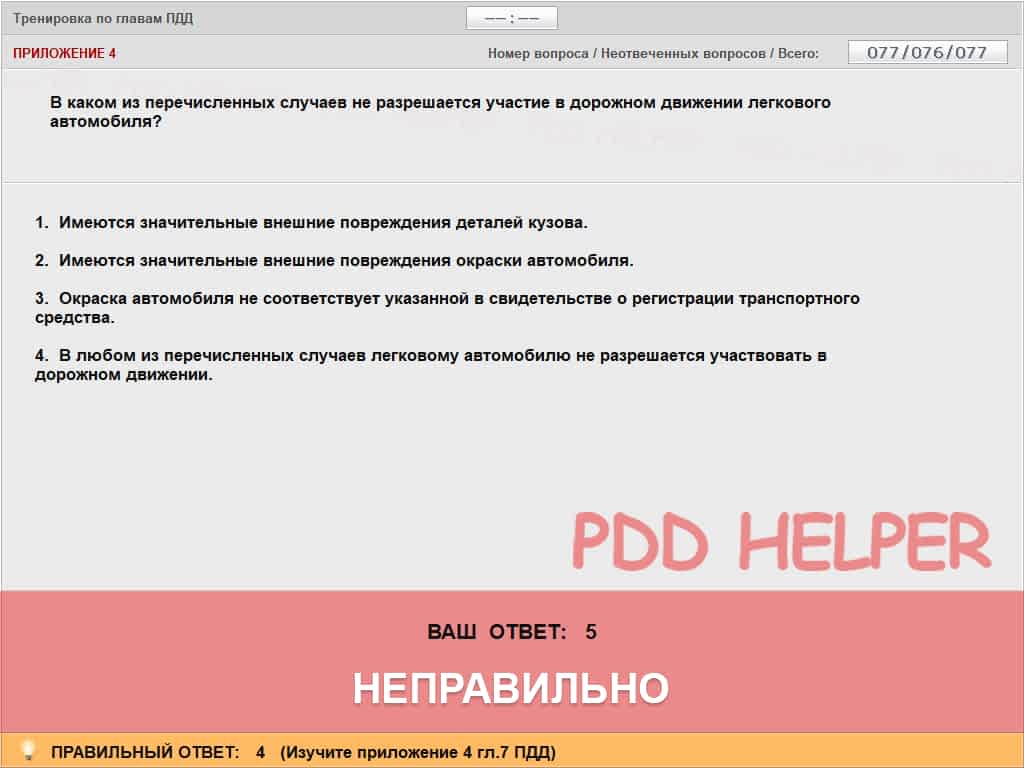 Тренировка по главам ПДД
−− : −−
ПРИЛОЖЕНИЕ 4
Номер вопроса / Неотвеченных вопросов / Всего:
077/076/077
В каком из перечисленных случаев не разрешается участие в дорожном движении легкового
автомобиля?
1. Имеются значительные внешние повреждения деталей кузова.
2. Имеются значительные внешние повреждения окраски автомобиля.
3. Окраска автомобиля не соответствует указанной в свидетельстве о регистрации транспортного
средства.
4. В любом из перечисленных случаев легковому автомобилю не разрешается участвовать в
дорожном движении.
PDD HELPER
ВАШ ОТВЕТ: 5
НЕПРАВИЛЬНО
ПРАВИЛЬНЫЙ ОТВЕТ: 4 (Изучите приложение 4 гл.7 ПДД)